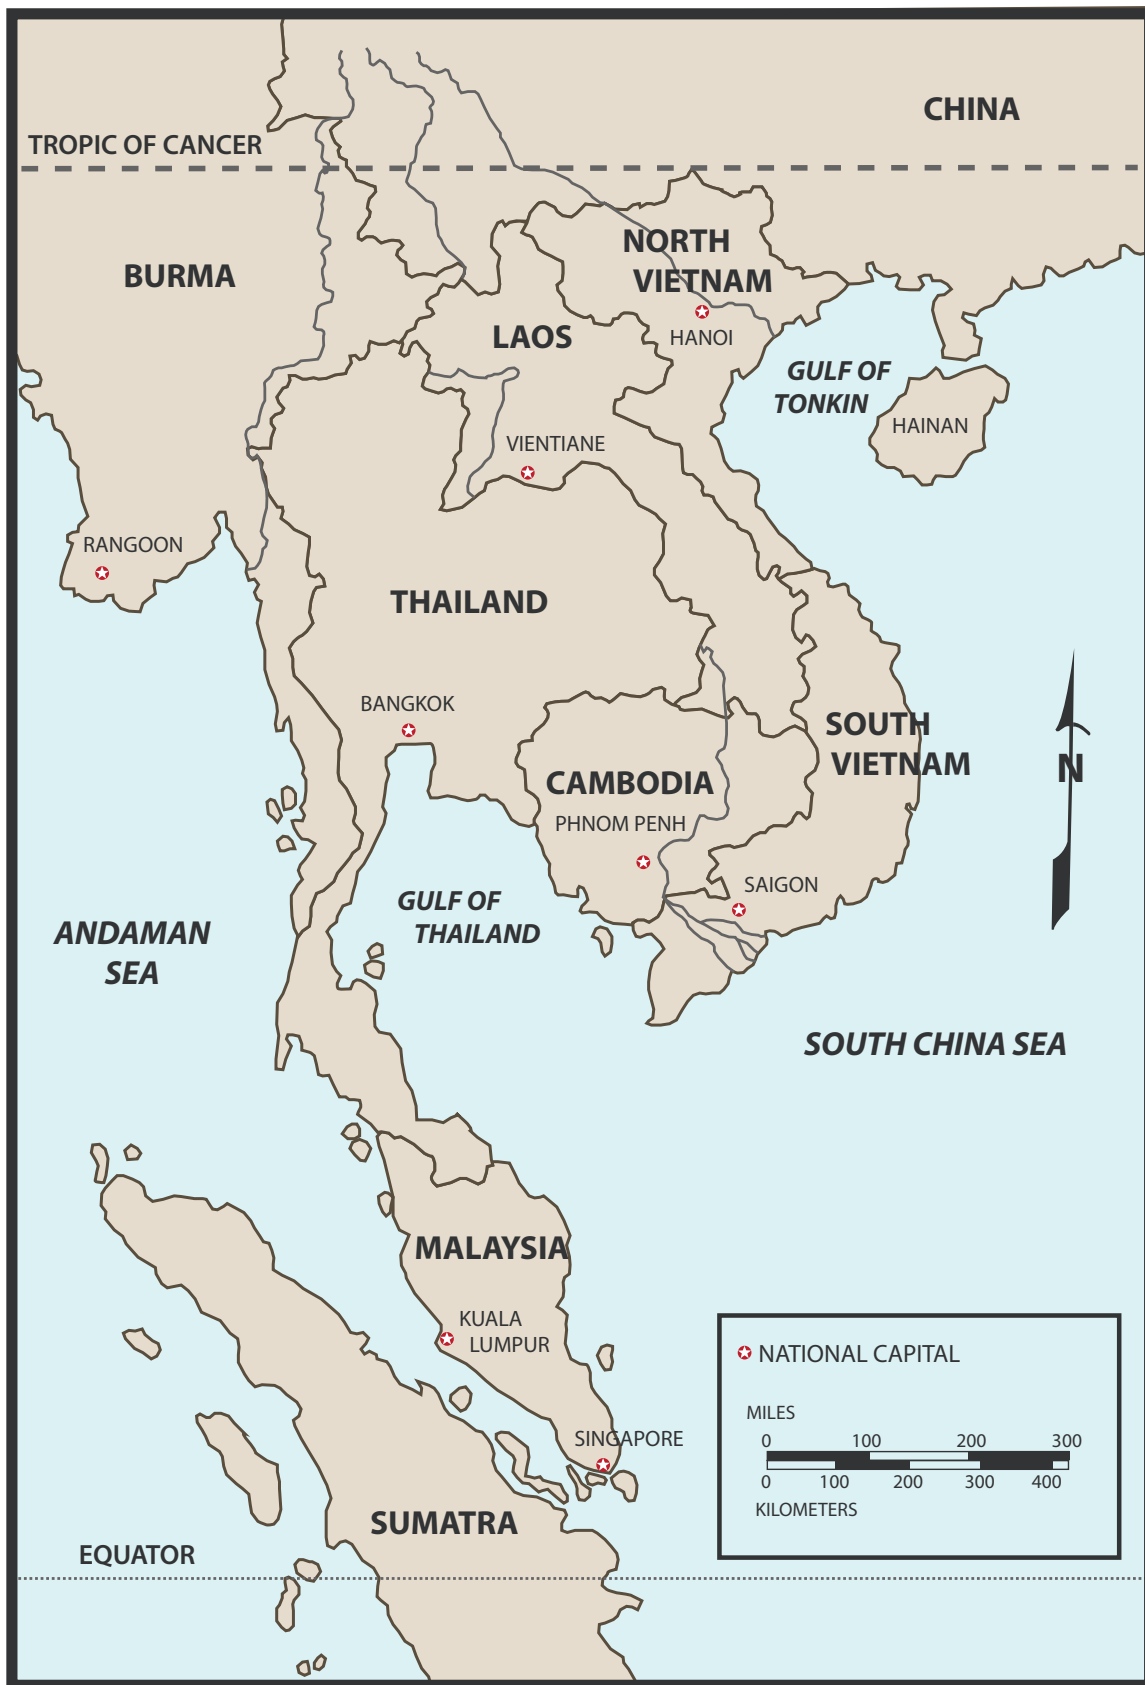 CHINA
TROPIC OF CANCER
NORTH
VIETNAM
BURMA
HANOI
LAOS
GULF OF
TONKIN
HAINAN
VIENTIANE
RANGOON
THAILAND
BANGKOK
SOUTH
VIETNAM
N
CAMBODIA
PHNOM PENH
SAIGON
GULF OF
THAILAND
ANDAMAN
SEA
SOUTH CHINA SEA
MALAYSIA
KUALA
LUMPUR
SINGAPORE
SUMATRA
EQUATOR
NATIONAL CAPITAL
MILES
0 100 200 300
0 100 200 300 400
KILOMETERS